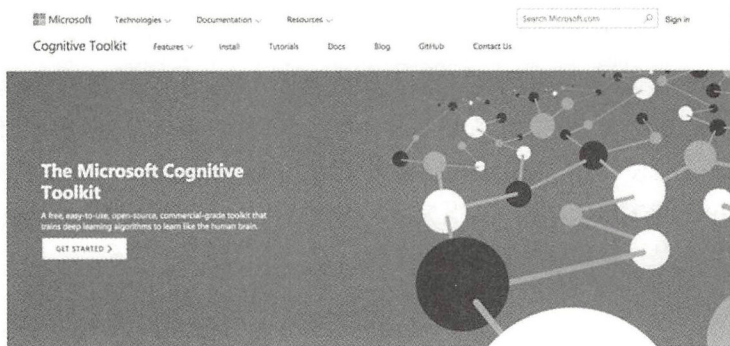 Microsoft Technologies Documentation Resources Search Microsoft.com Sign in
Cognitive Toolkit Features Install Tutorials Docs Blog GitHub Contact Us
The Microsoft Cognitive
Toolkit
A free, easy-to-use, open-source, commercial-grade toolkit that
trains deep learning algorithms to learn like the human brain.
GET STARTED >